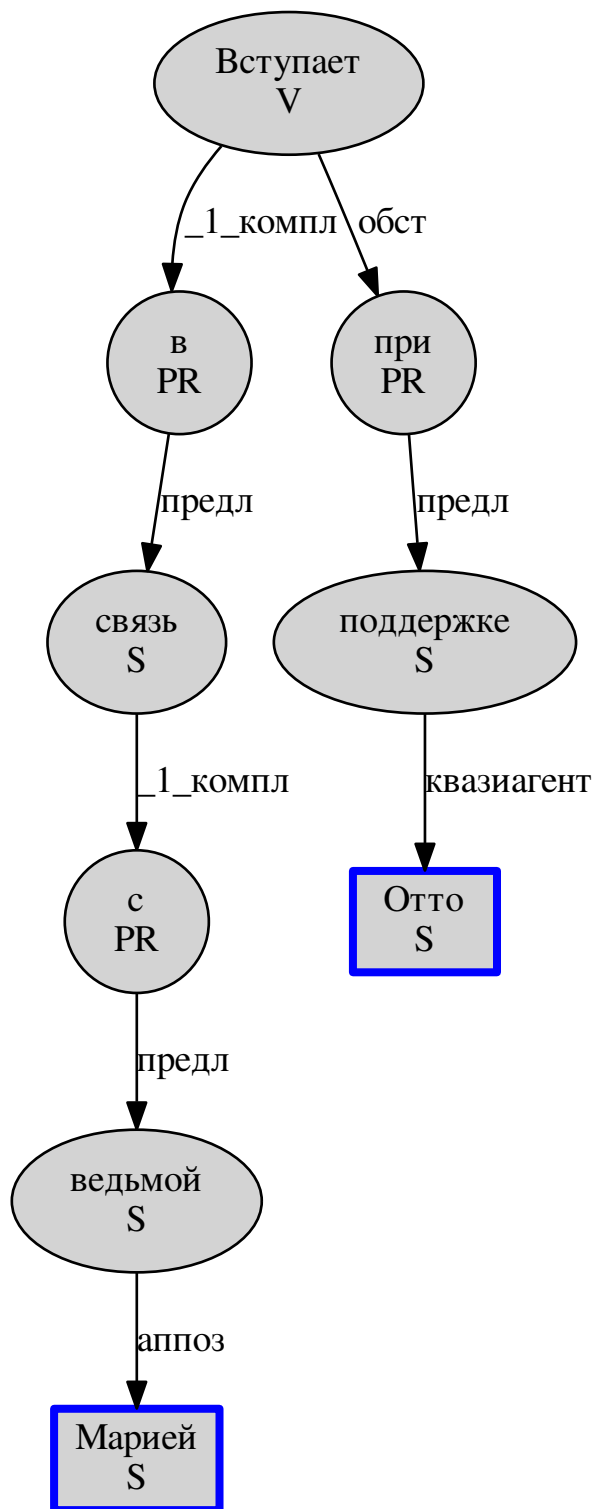 Вступает
V
_1_компл
обст
в
PR
при
PR
предл
предл
связь
S
поддержке
S
_1_компл
квазиагент
с
PR
Отто
S
предл
ведьмой
S
аппоз
Марией
S